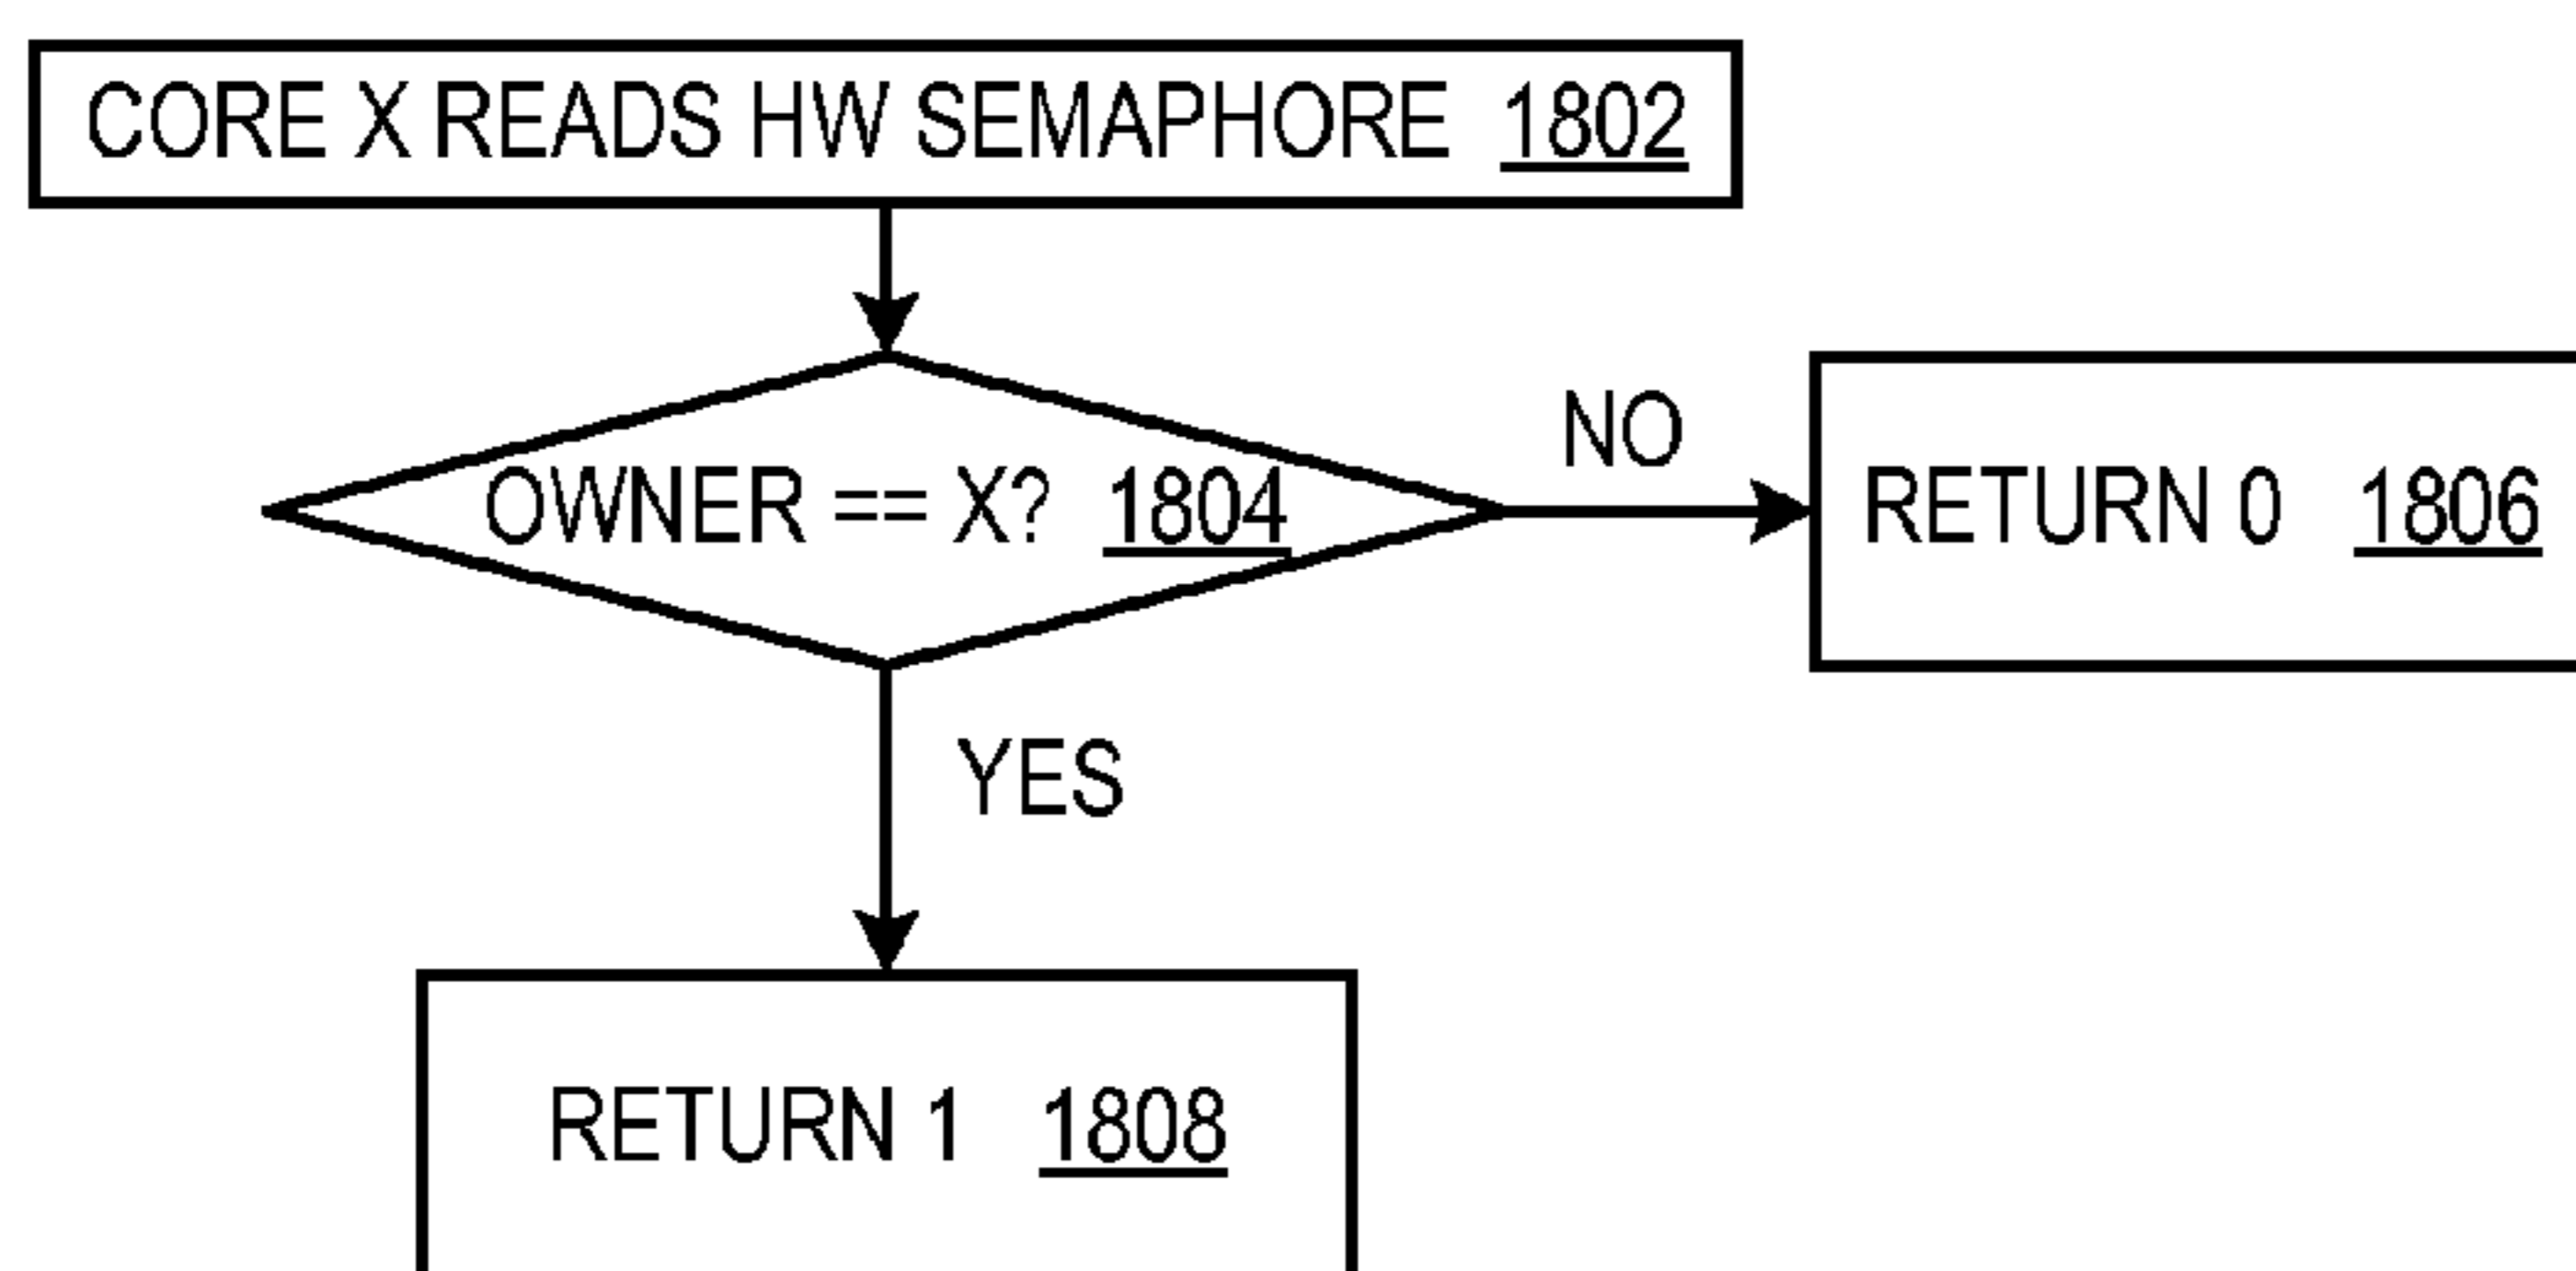 CORE X READS HW SEMAPHORE 1802
NO
OWNER == X? 1804
RETURN 0 1806
YES
RETURN 1 1808